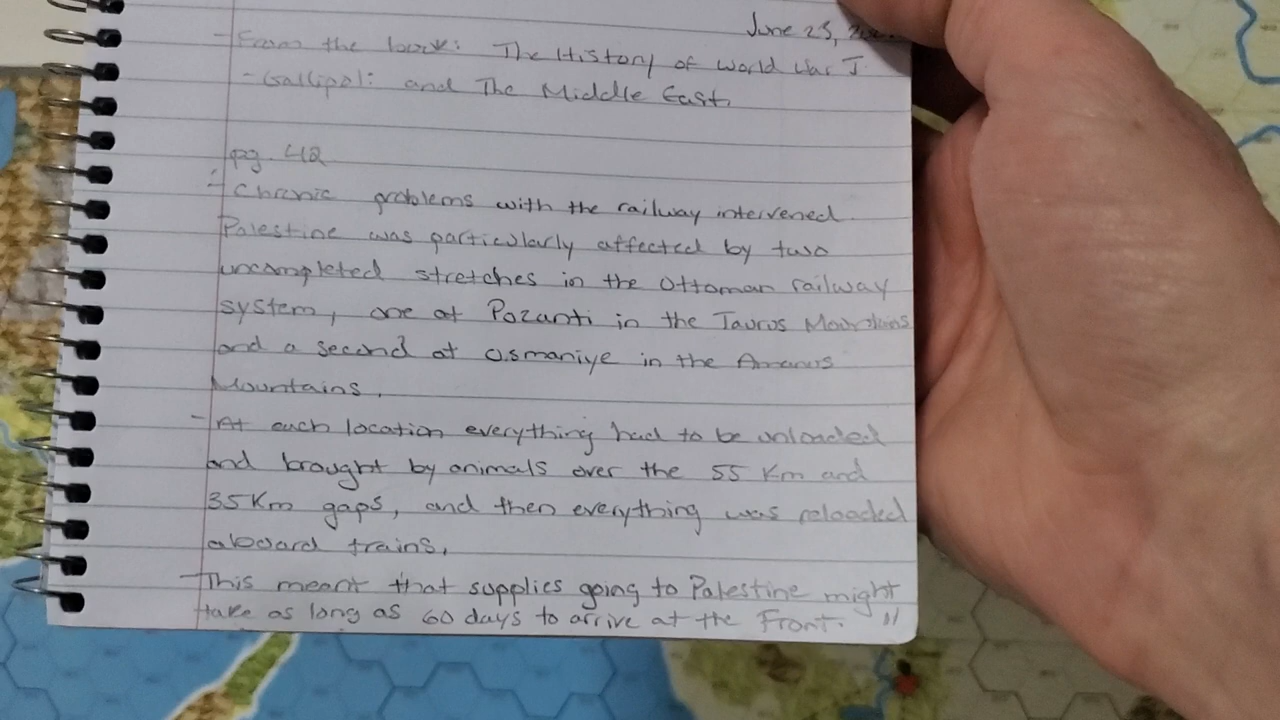 June 25,
- From the book: The History of World War I
- Gallipoli and The Middle East.
pg. 42
- Chronic problems with the railway intervened
Palestine was particularly affected by two
uncompleted stretches in the Ottoman railway
system, one at Pozanti in the Taurus Mountains
and a second at Osmaniye in the Amanus
Mountains.
- At each location everything had to be unloaded
and brought by animals over the 55 Km and
35 Km gaps, and then everything was reloaded
aboard trains.
- This meant that supplies going to Palestine might
take as long as 60 days to arrive at the Front. "